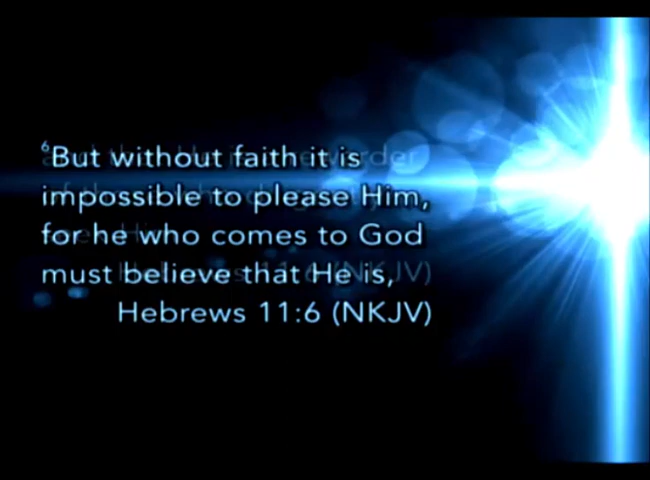 ⁶But without faith it is
impossible to please Him,
for he who comes to God
must believe that He is,
Hebrews 11:6 (NKJV)